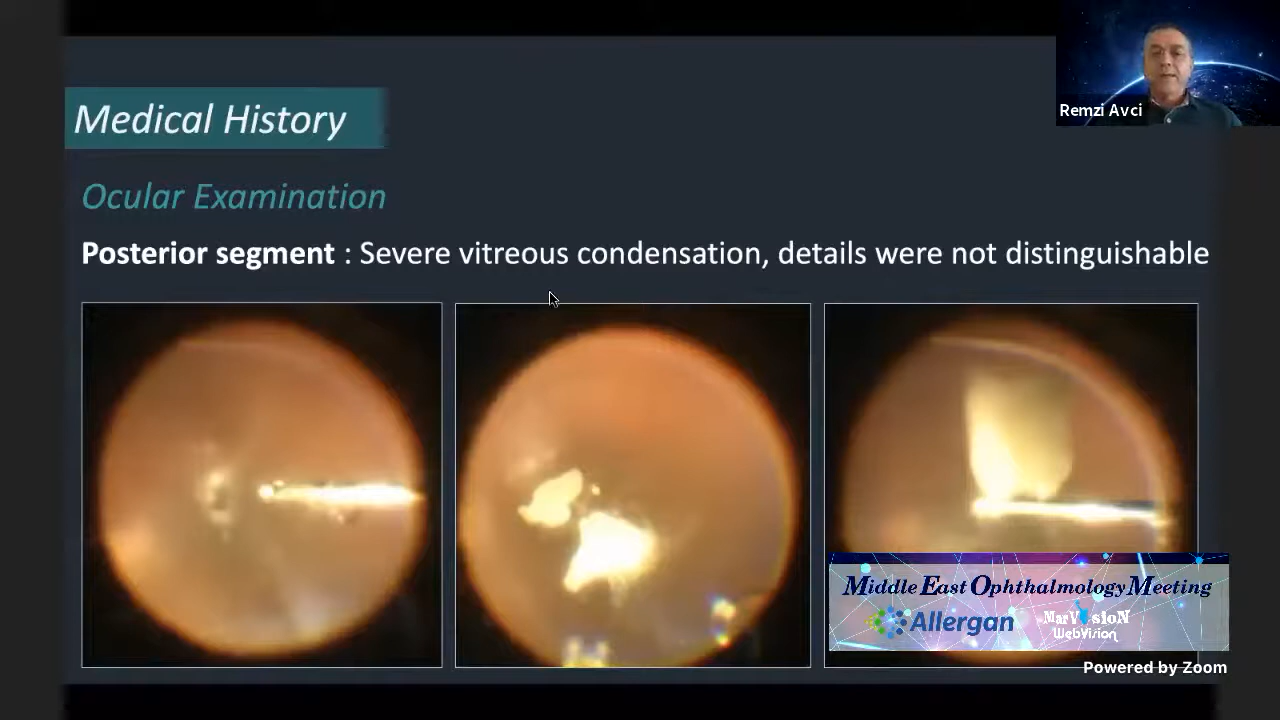 Medical History
Remzi Avci
Ocular Examination
Posterior segment : Severe vitreous condensation, details were not distinguishable
Middle East Ophthalmology Meeting
Allergan
MarVision
WebVision
Powered by Zoom